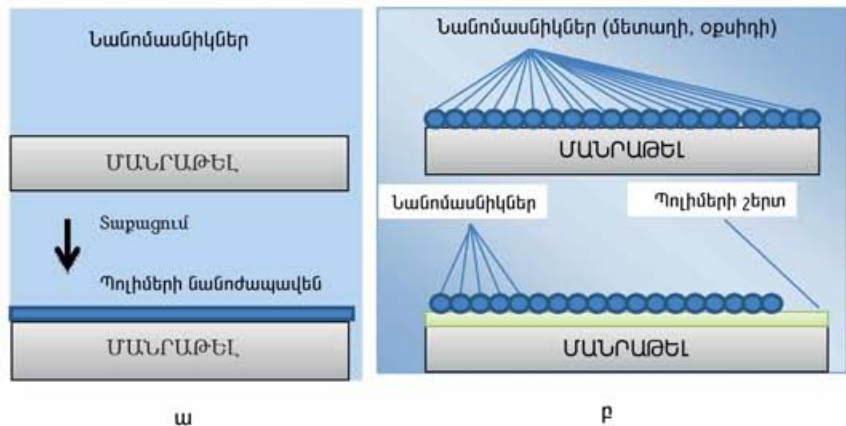 Նանոմասնիկներ
ՄԱՆՐԱԹԵԼ
Տաքացում
Պոլիմերի նանոժապավեն
ՄԱՆՐԱԹԵԼ
ա
Նանոմասնիկներ (մետաղի, օքսիդի)
ՄԱՆՐԱԹԵԼ
Նանոմասնիկներ
Պոլիմերի շերտ
ՄԱՆՐԱԹԵԼ
բ